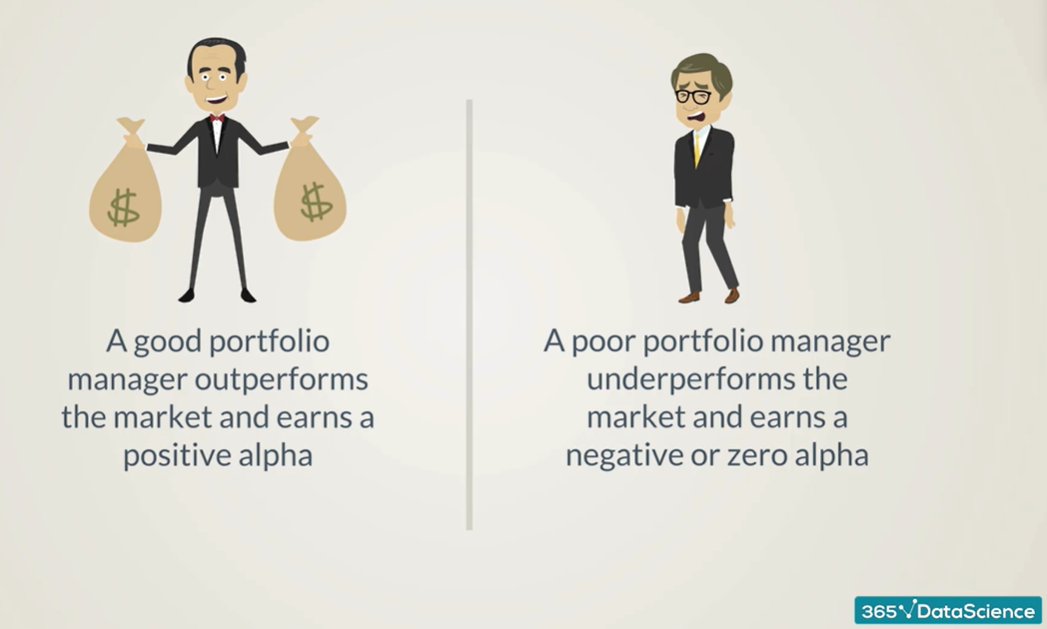 A good portfolio
manager outperforms
the market and earns a
positive alpha
A poor portfolio manager
underperforms the
market and earns a
negative or zero alpha
$
$
365 DataScience